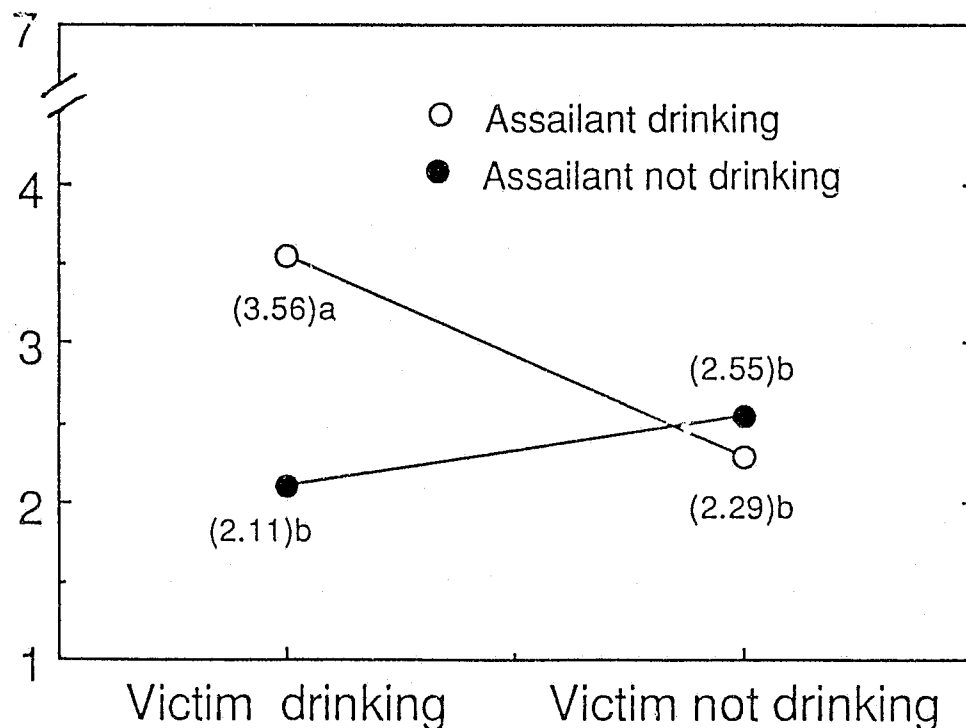 7
Assailant drinking
Assailant not drinking
4
(3.56)a
3
(2.55)b
2
(2.11)b
(2.29)b
1
Victim drinking Victim not drinking